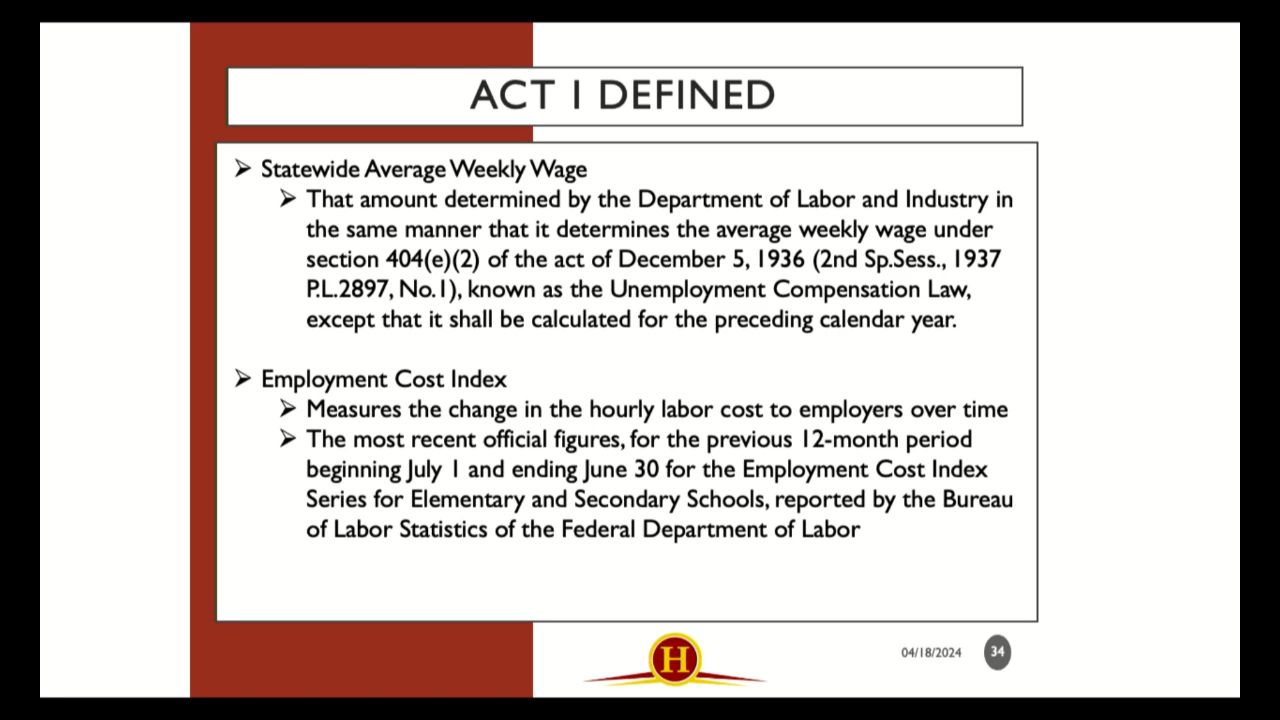 ACT 1 DEFINED
➢ Statewide Average Weekly Wage
➢ That amount determined by the Department of Labor and Industry in
the same manner that it determines the average weekly wage under
section 404(e)(2) of the act of December 5, 1936 (2nd Sp.Sess., 1937
P.L.2897, No.1), known as the Unemployment Compensation Law,
except that it shall be calculated for the preceding calendar year.
➢ Employment Cost Index
➢ Measures the change in the hourly labor cost to employers over time
➢ The most recent official figures, for the previous 12-month period
beginning July 1 and ending June 30 for the Employment Cost Index
Series for Elementary and Secondary Schools, reported by the Bureau
of Labor Statistics of the Federal Department of Labor
H
04/18/2024
34